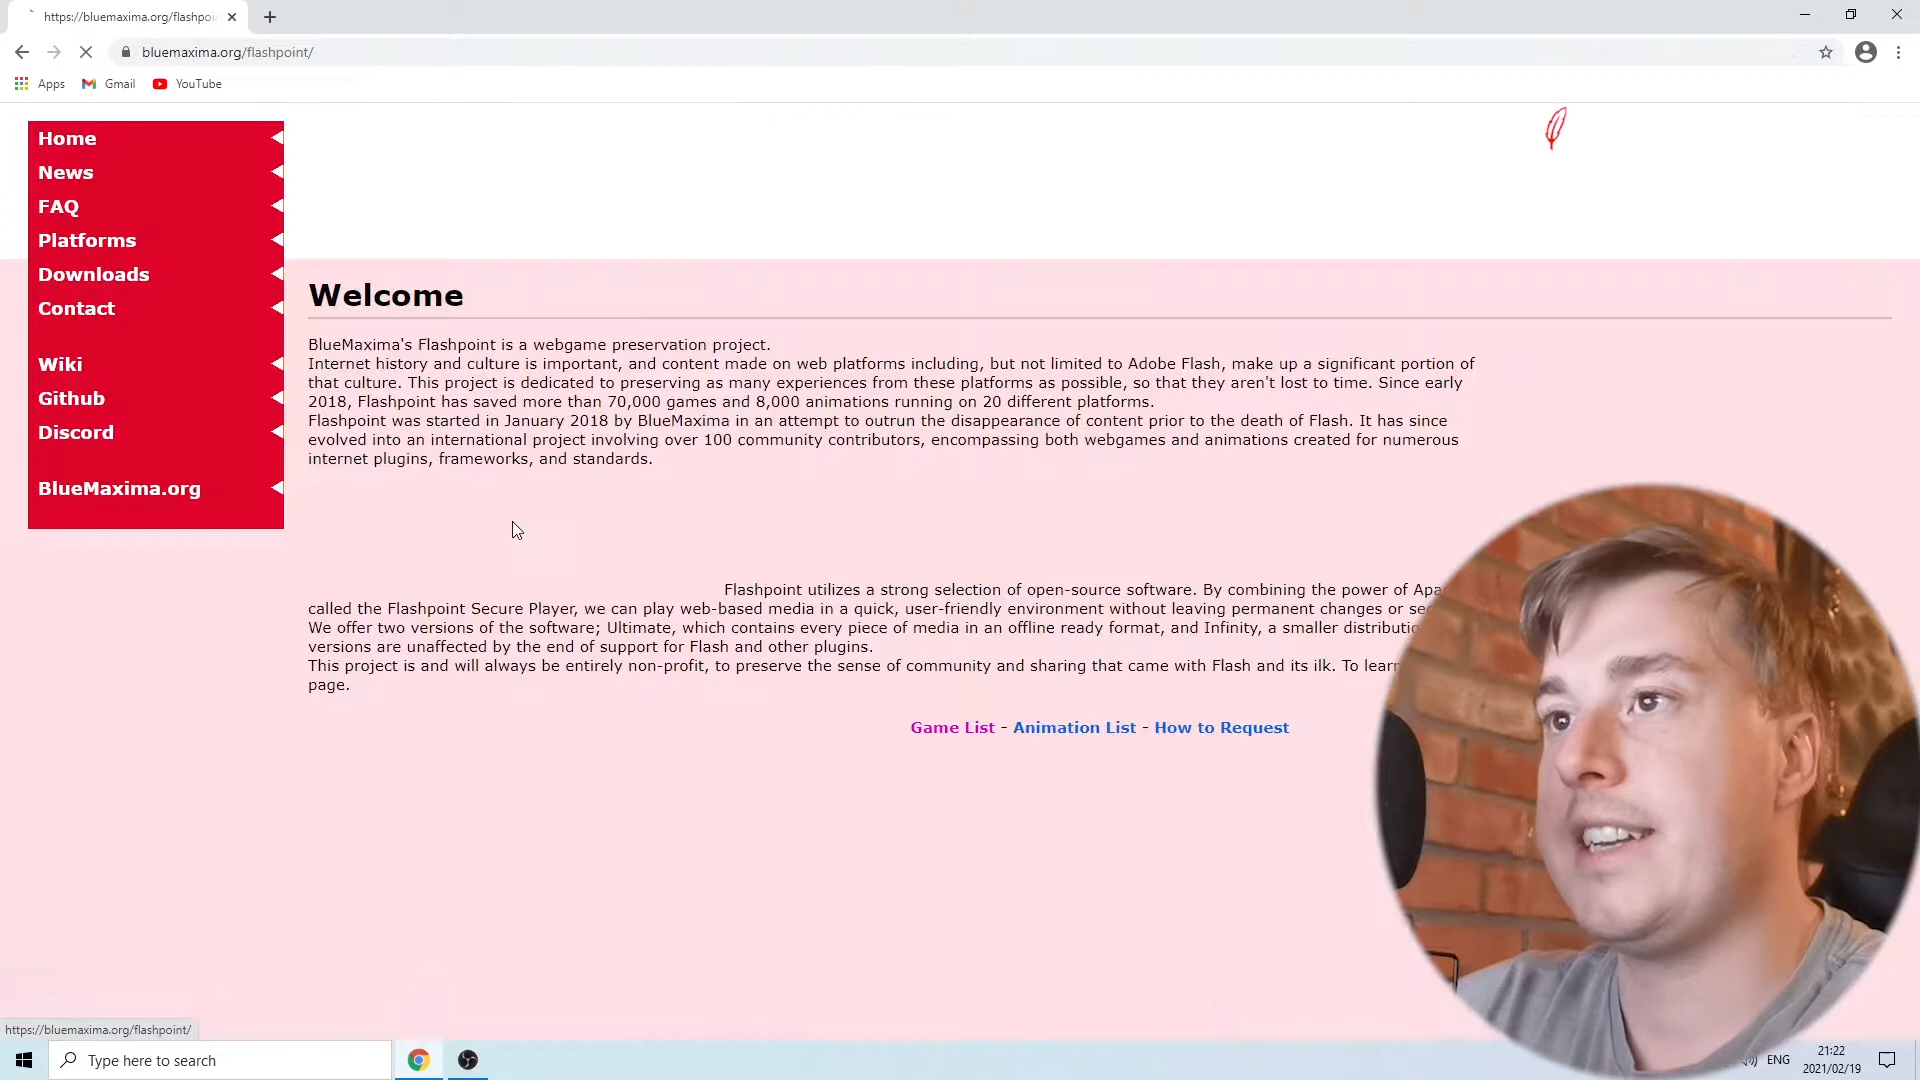 https://bluemaxima.org/flashpoin
bluemaxima.org/flashpoint/
Apps
Gmail
YouTube
Home
News
FAQ
Platforms
Downloads
Contact
Wiki
Github
Discord
BlueMaxima.org
Welcome
BlueMaxima's Flashpoint is a webgame preservation project.
Internet history and culture is important, and content made on web platforms including, but not limited to Adobe Flash, make up a significant portion of
that culture. This project is dedicated to preserving as many experiences from these platforms as possible, so that they aren't lost to time. Since early
2018, Flashpoint has saved more than 70,000 games and 8,000 animations running on 20 different platforms.
Flashpoint was started in January 2018 by BlueMaxima in an attempt to outrun the disappearance of content prior to the death of Flash. It has since
evolved into an international project involving over 100 community contributors, encompassing both webgames and animations created for numerous
internet plugins, frameworks, and standards.
Flashpoint utilizes a strong selection of open-source software. By combining the power of Apa
called the Flashpoint Secure Player, we can play web-based media in a quick, user-friendly environment without leaving permanent changes or se
We offer two versions of the software; Ultimate, which contains every piece of media in an offline ready format, and Infinity, a smaller distributio
versions are unaffected by the end of support for Flash and other plugins.
This project is and will always be entirely non-profit, to preserve the sense of community and sharing that came with Flash and its ilk. To lear
page.
Game List - Animation List - How to Request
https://bluemaxima.org/flashpoint/
Type here to search
ENG
21:22
2021/02/19